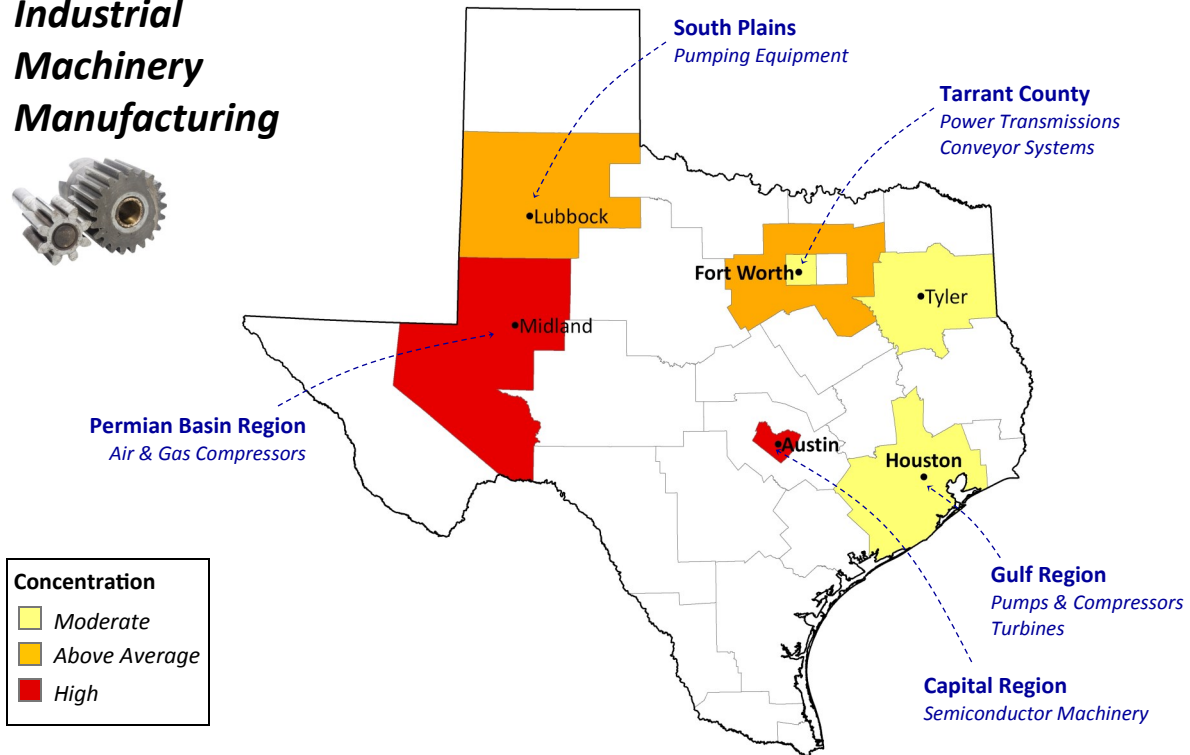 Industrial
Machinery
Manufacturing
South Plains
Pumping Equipment
Tarrant County
Power Transmissions
Conveyor Systems
Lubbock
Fort Worth
Tyler
Midland
Permian Basin Region
Air & Gas Compressors
Austin
Houston
Gulf Region
Pumps & Compressors
Turbines
Capital Region
Semiconductor Machinery
Concentration
Moderate
Above Average
High